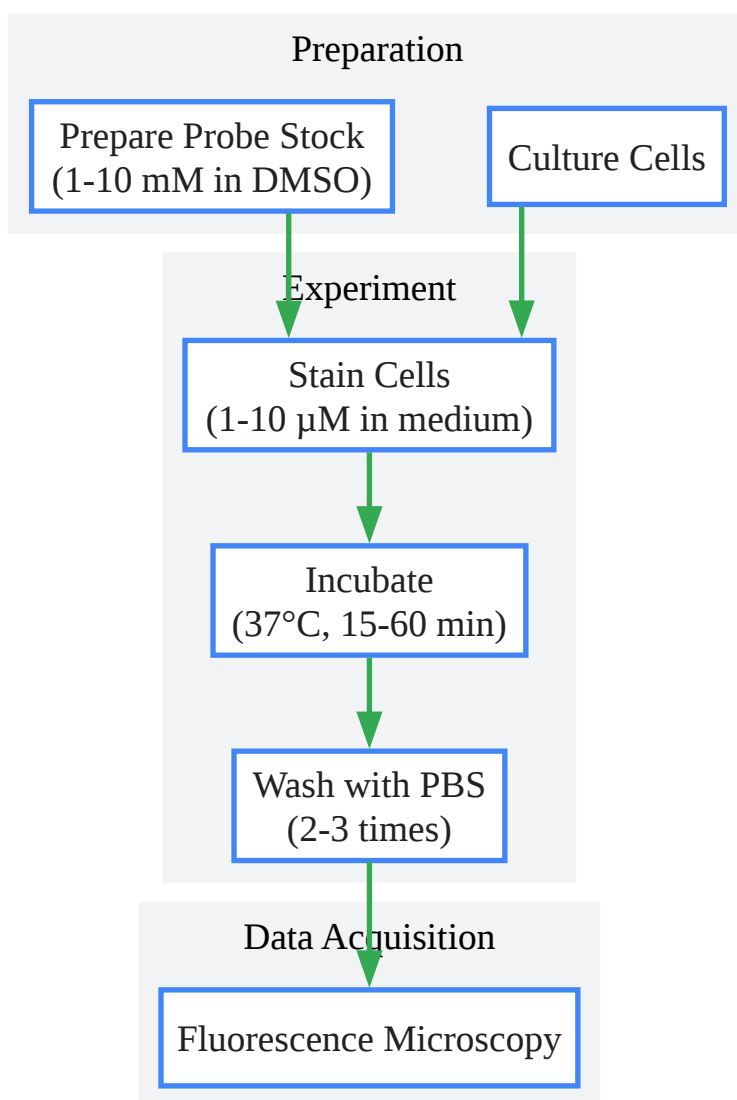 Preparation
Prepare Probe Stock
(1-10 mM in DMSO)
Culture Cells
Experiment
Stain Cells
(1-10 µM in medium)
Incubate
(37°C, 15-60 min)
Wash with PBS
(2-3 times)
Data Acquisition
Fluorescence Microscopy